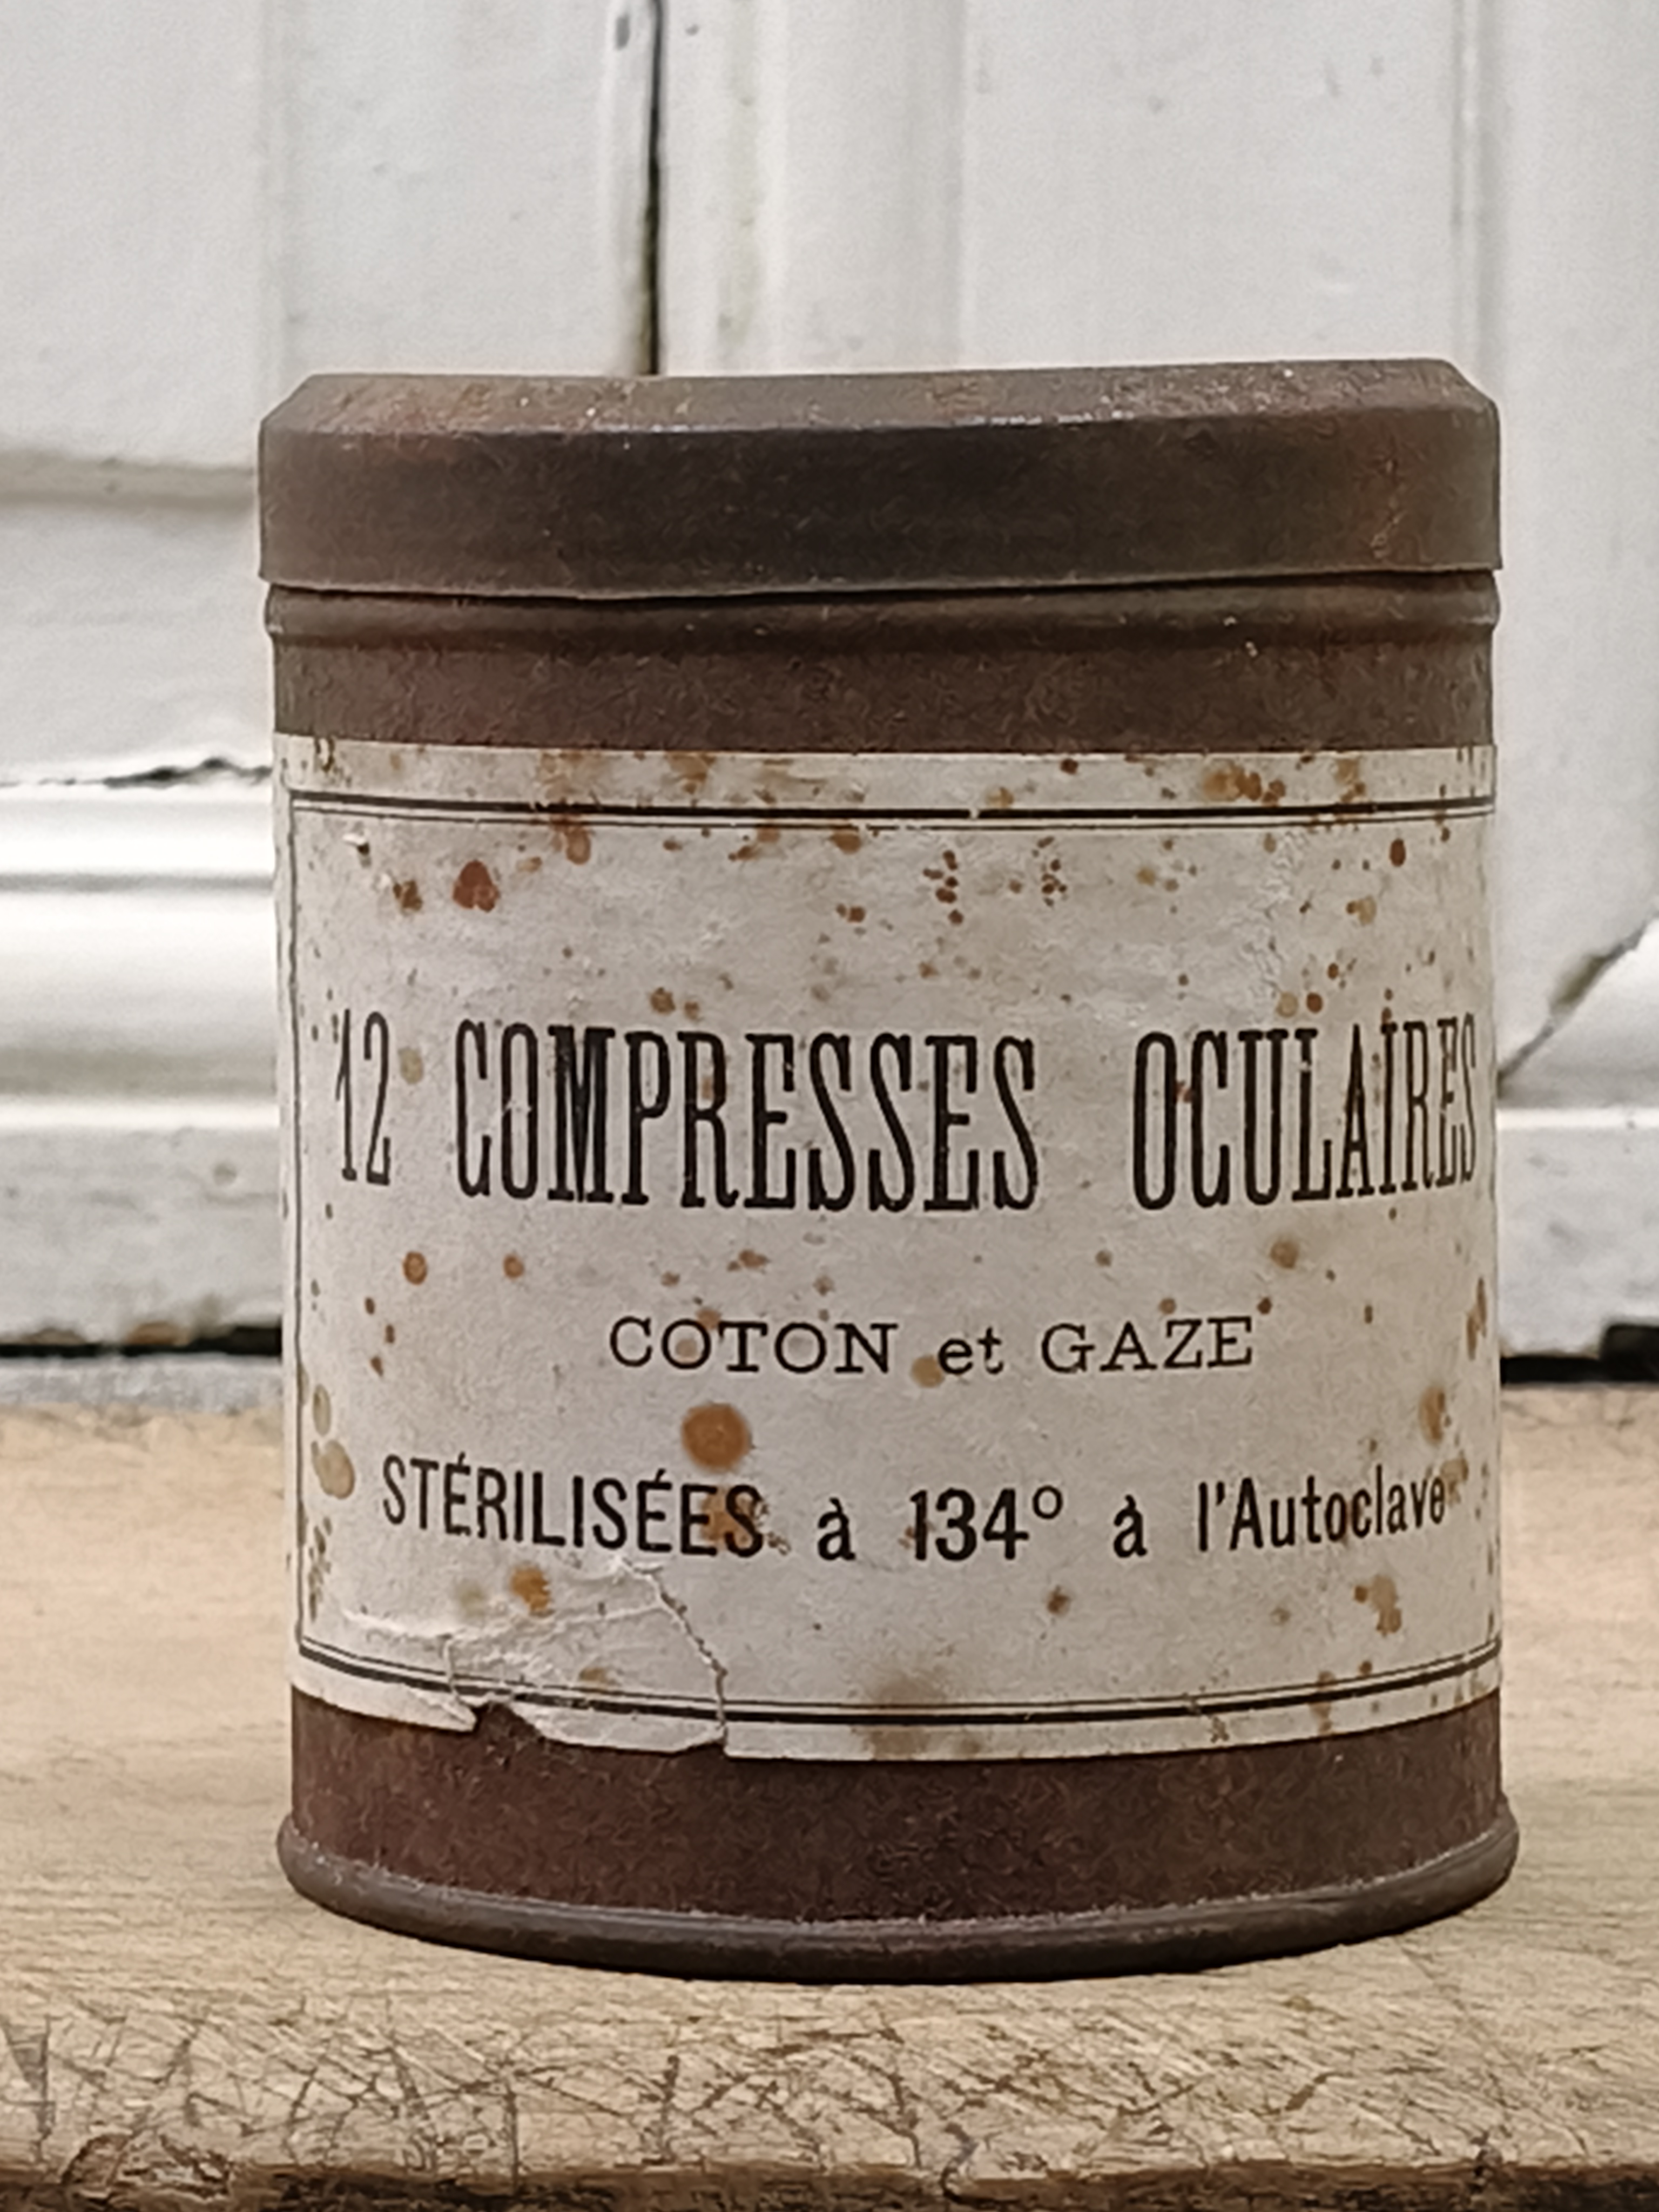 12 COMPRESSES OCULAIRES
COTON et GAZE
STÉRILISÉES à 134° à l'Autoclave